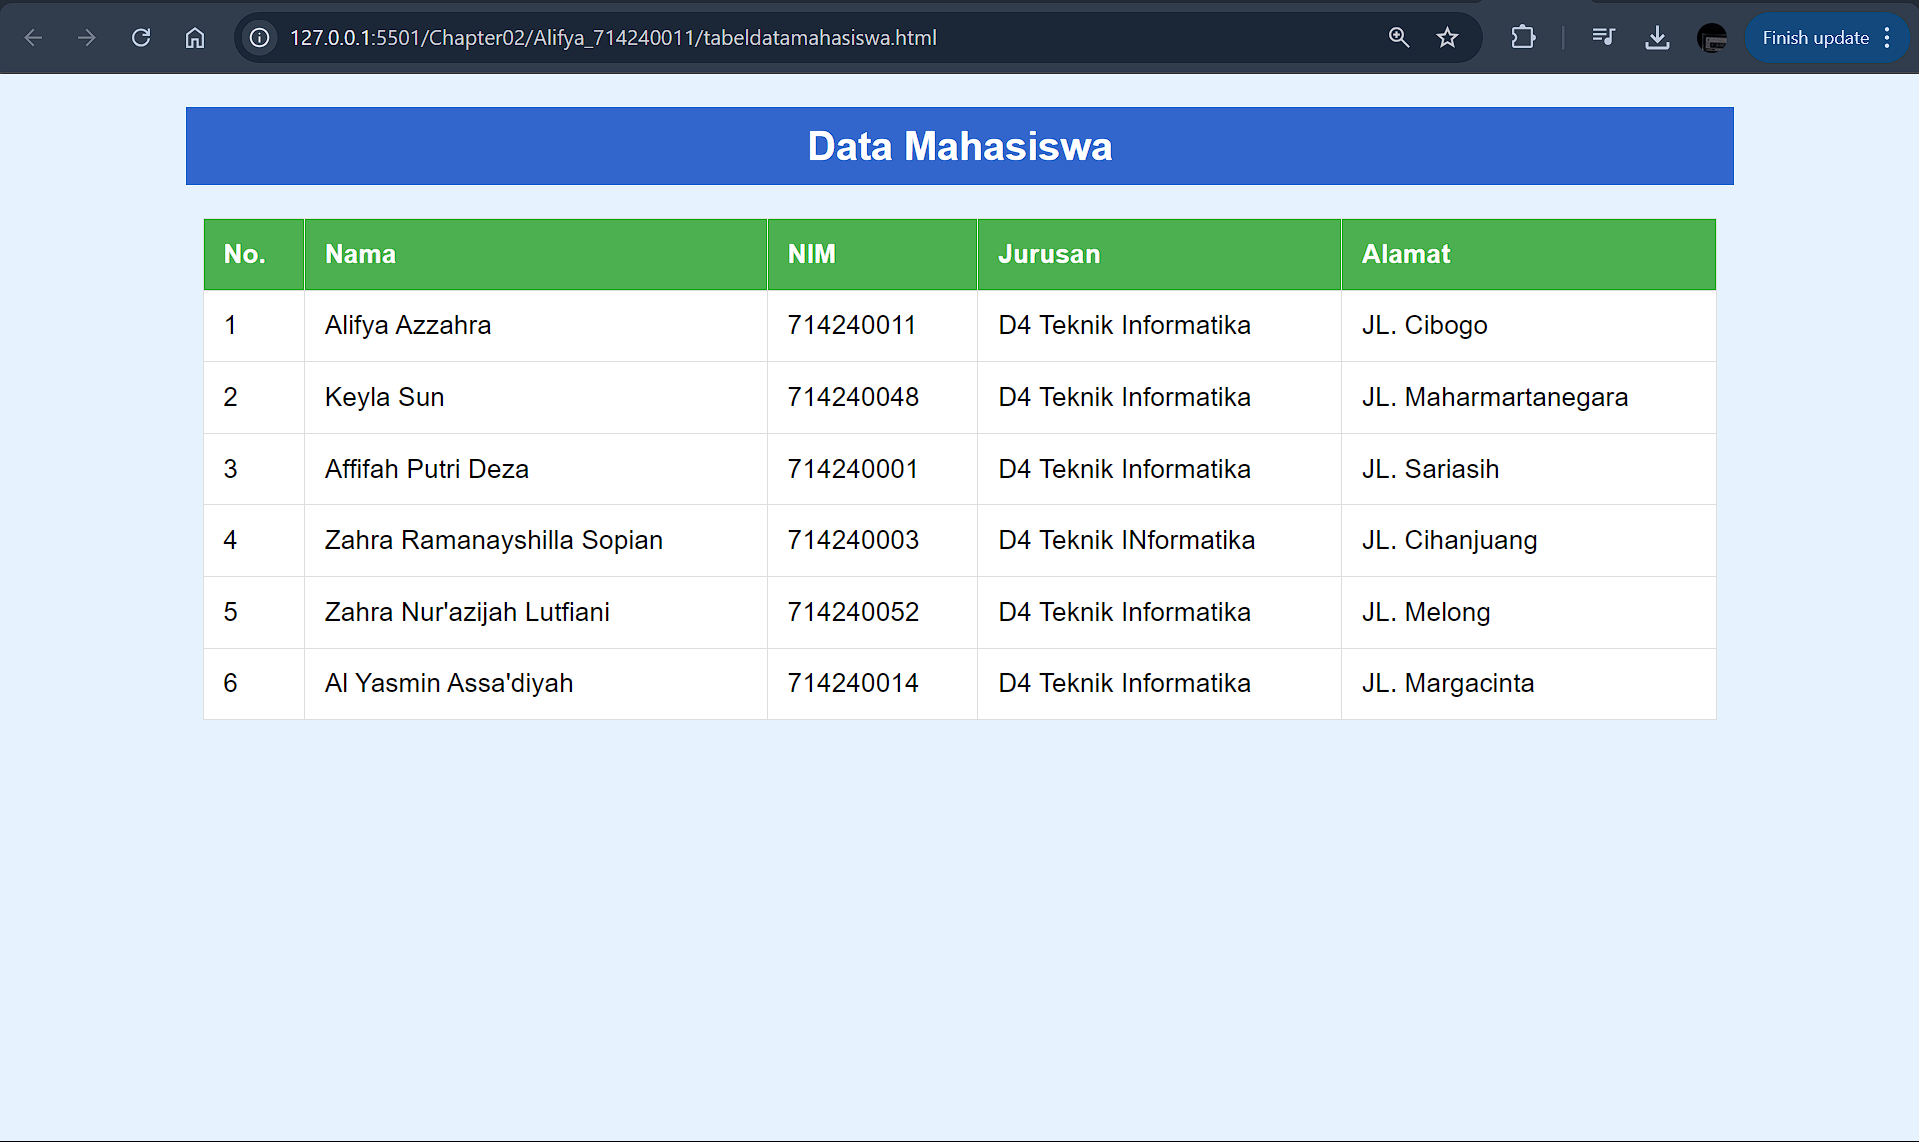 127.0.0.1:5501/Chapter02/Alifya_714240011/tabeldatamahasiswa.html Finish update
Data Mahasiswa
No. Nama NIM Jurusan Alamat
1 Alifya Azzahra 714240011 D4 Teknik Informatika JL. Cibogo
2 Keyla Sun 714240048 D4 Teknik Informatika JL. Maharmartanegara
3 Affifah Putri Deza 714240001 D4 Teknik Informatika JL. Sariasih
4 Zahra Ramanayshilla Sopian 714240003 D4 Teknik INformatika JL. Cihanjuang
5 Zahra Nur'azijah Lutfiani 714240052 D4 Teknik Informatika JL. Melong
6 Al Yasmin Assa'diyah 714240014 D4 Teknik Informatika JL. Margacinta